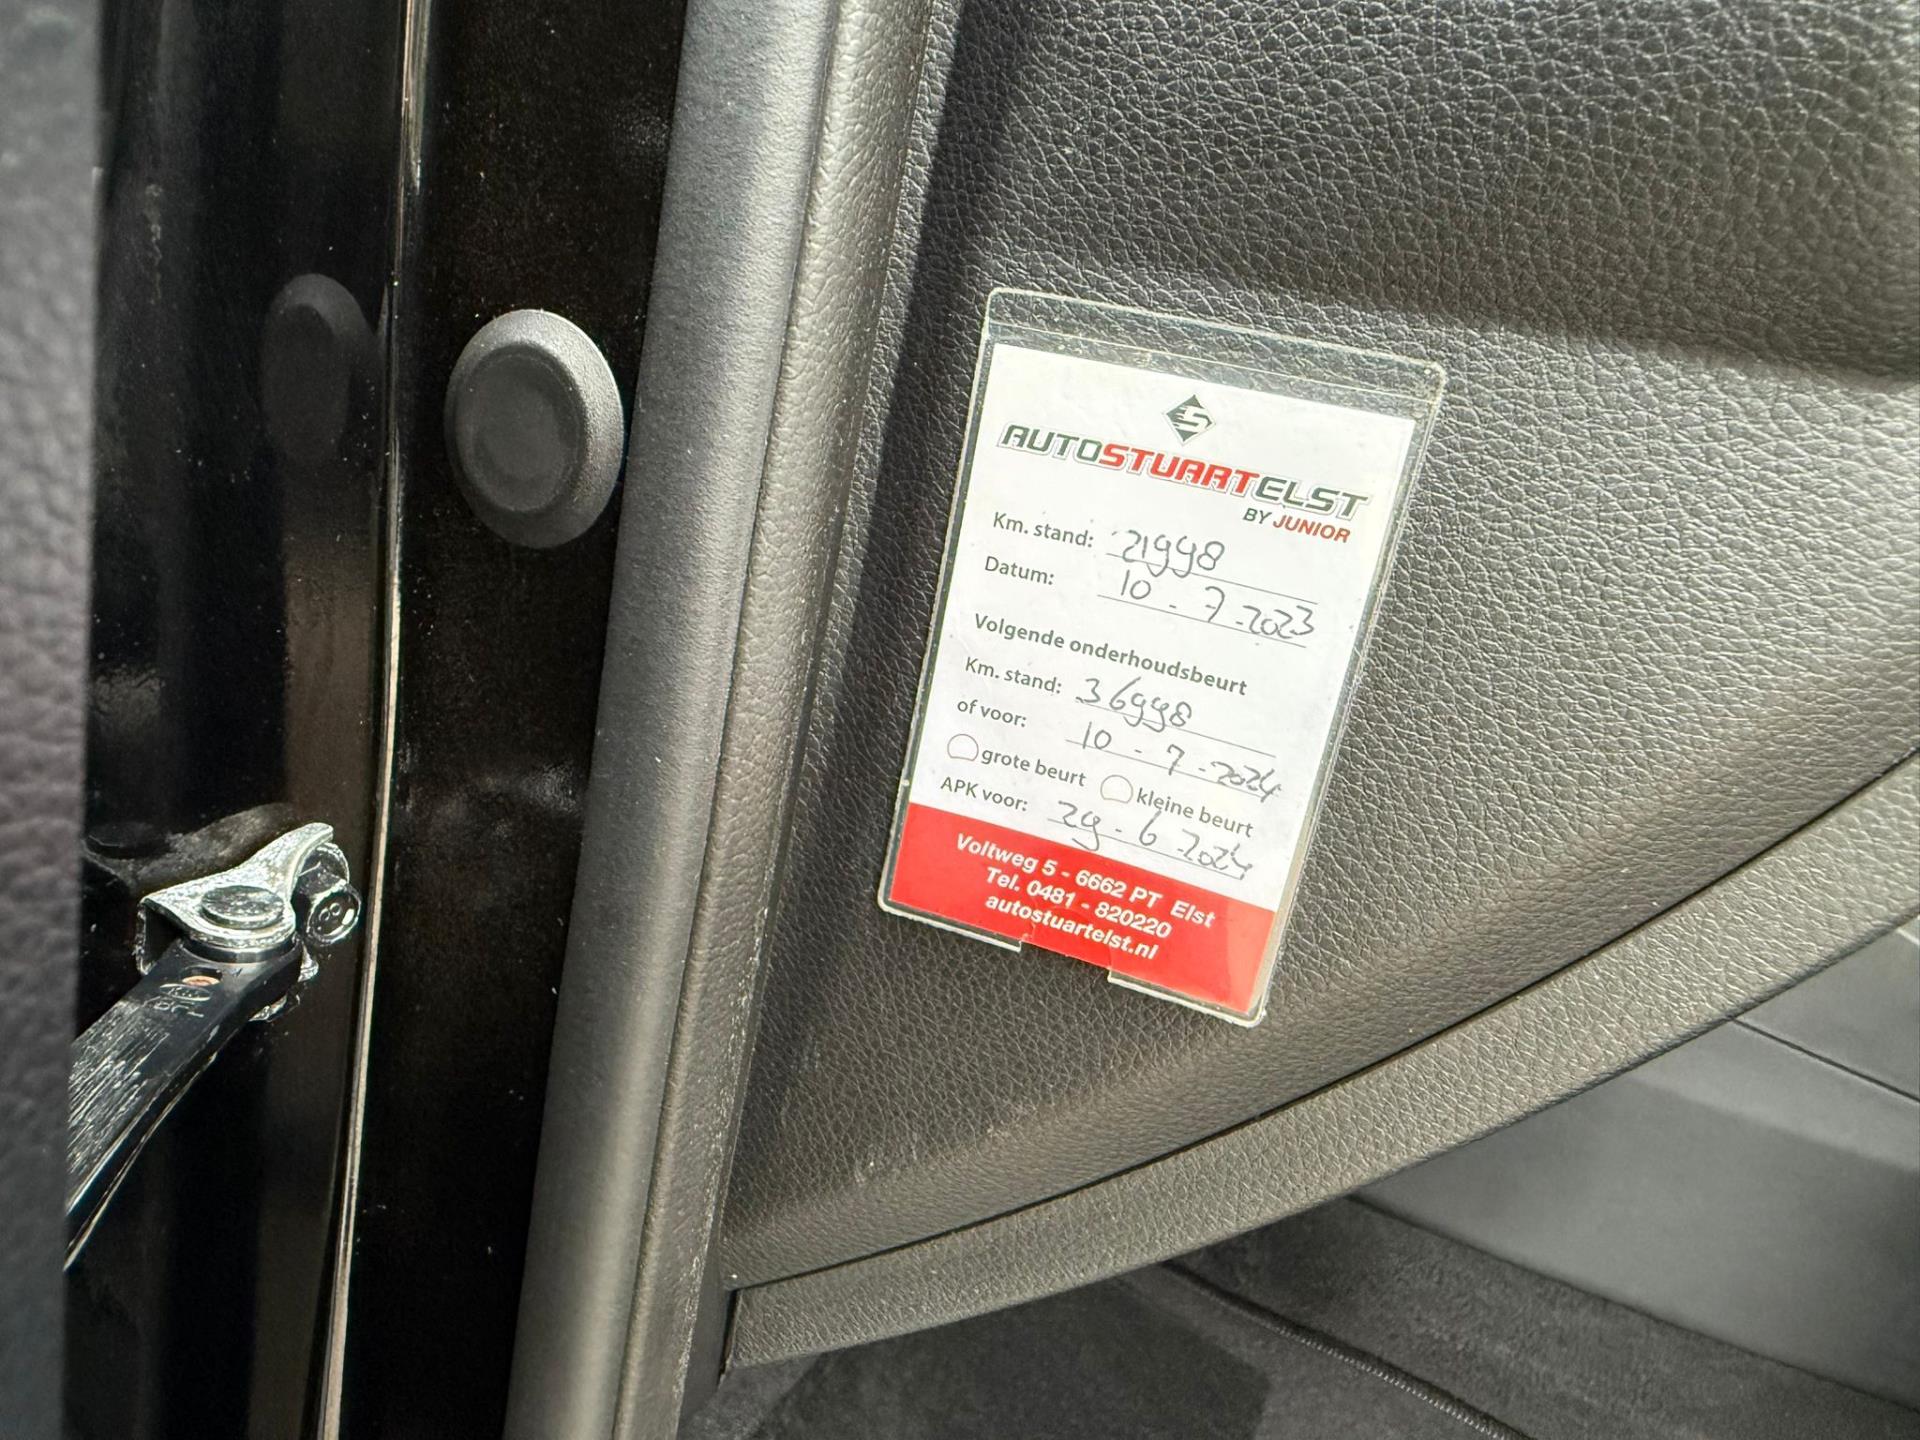 S
AUTOSTUARTELST
BY JUNIOR
Km. stand: 21998
Datum: 10 - 7 - 2023
Volgende onderhoudsbeurt
Km. stand: 36998
of voor: 10 - 7 - 2024
grote beurt kleine beurt
APK voor: 29 - 6 - 2024
Voltweg 5 - 6662 PT Elst
Tel. 0481 - 820220
autostuartelst.nl
8